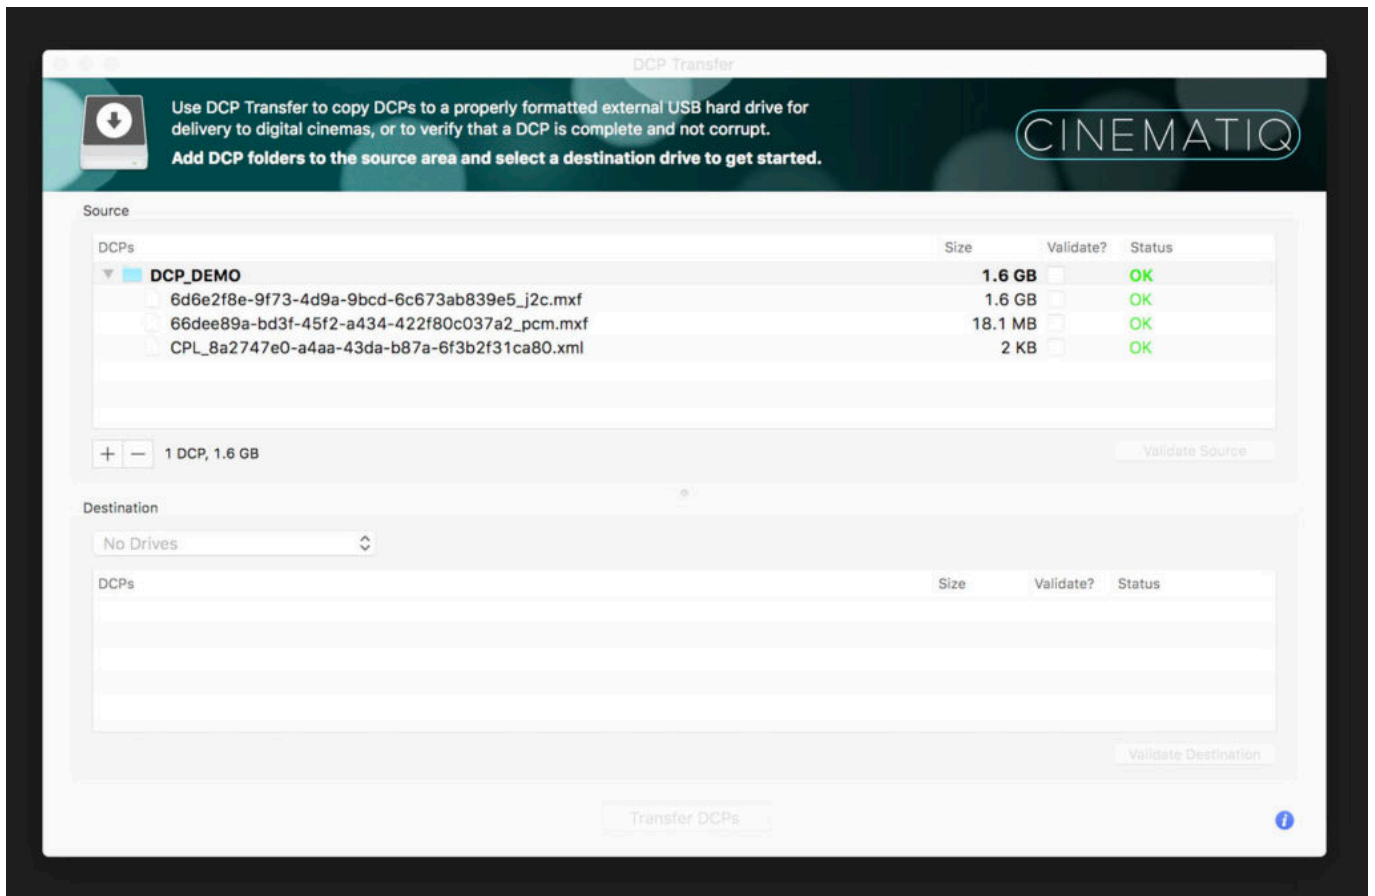 DCP Transfer
Use DCP Transfer to copy DCPs to a properly formatted external USB hard drive for
delivery to digital cinemas, or to verify that a DCP is complete and not corrupt.
Add DCP folders to the source area and select a destination drive to get started.
CINEMATIQ
Source
DCPs Size Validate? Status
DCP_DEMO 1.6 GB OK
6d6e2f8e-9f73-4d9a-9bcd-6c673ab839e5_j2c.mxf 1.6 GB OK
66dee89a-bd3f-45f2-a434-422f80c037a2_pcm.mxf 18.1 MB OK
CPL_8a2747e0-a4aa-43da-b87a-6f3b2f31ca80.xml 2 KB OK
+ − 1 DCP, 1.6 GB Validate Source
Destination
No Drives
DCPs Size Validate? Status
Validate Destination
Transfer DCPs
i